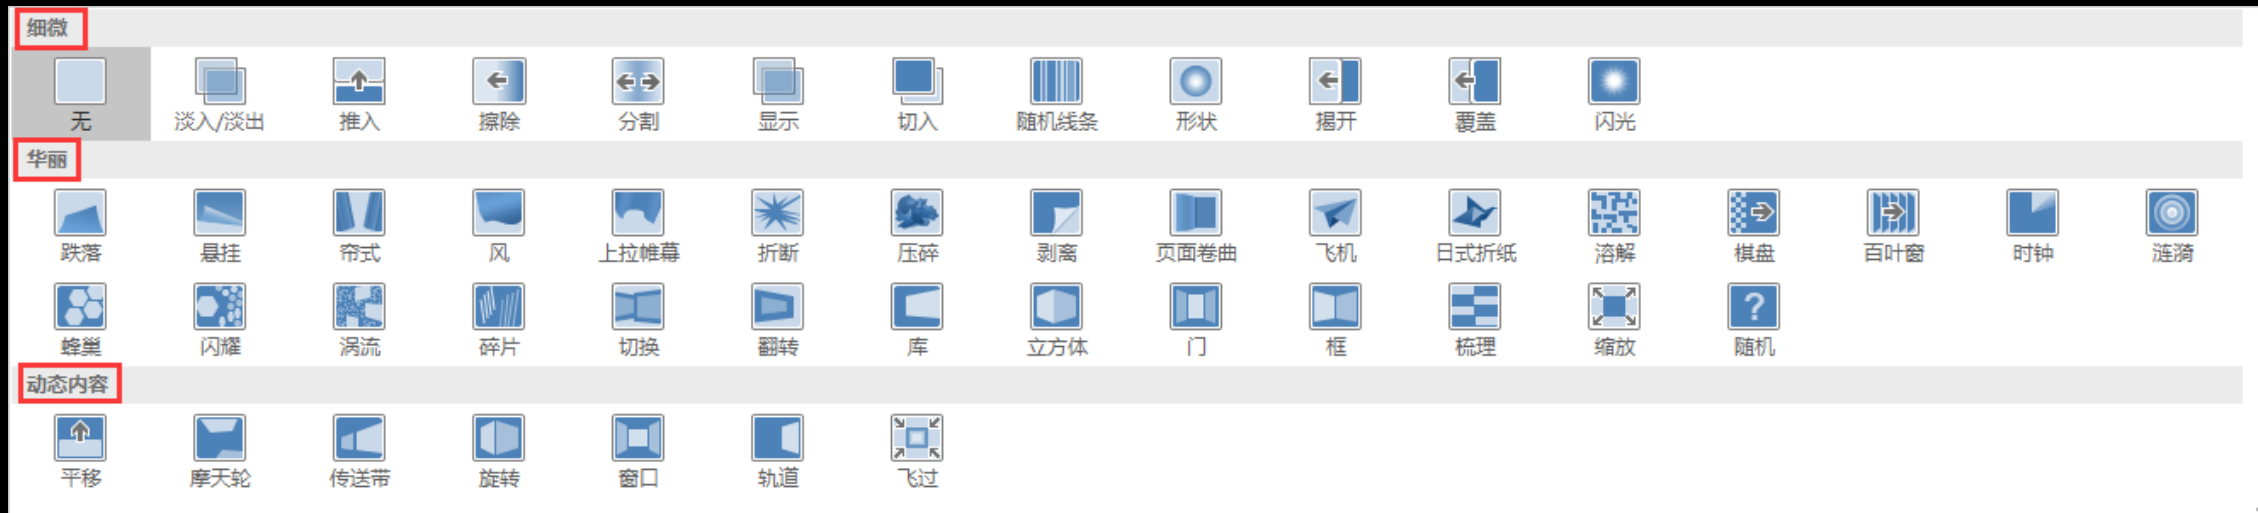 细微
无 淡入/淡出 推入 擦除 分割 显示 切入 随机线条 形状 揭开 覆盖 闪光
华丽
跌落 悬挂 帘式 风 上拉帷幕 折断 压碎 剥离 页面卷曲 飞机 日式折纸 溶解 棋盘 百叶窗 时钟 涟漪
蜂巢 闪耀 涡流 碎片 切换 翻转 库 立方体 门 框 梳理 缩放 随机
动态内容
平移 摩天轮 传送带 旋转 窗口 轨道 飞过